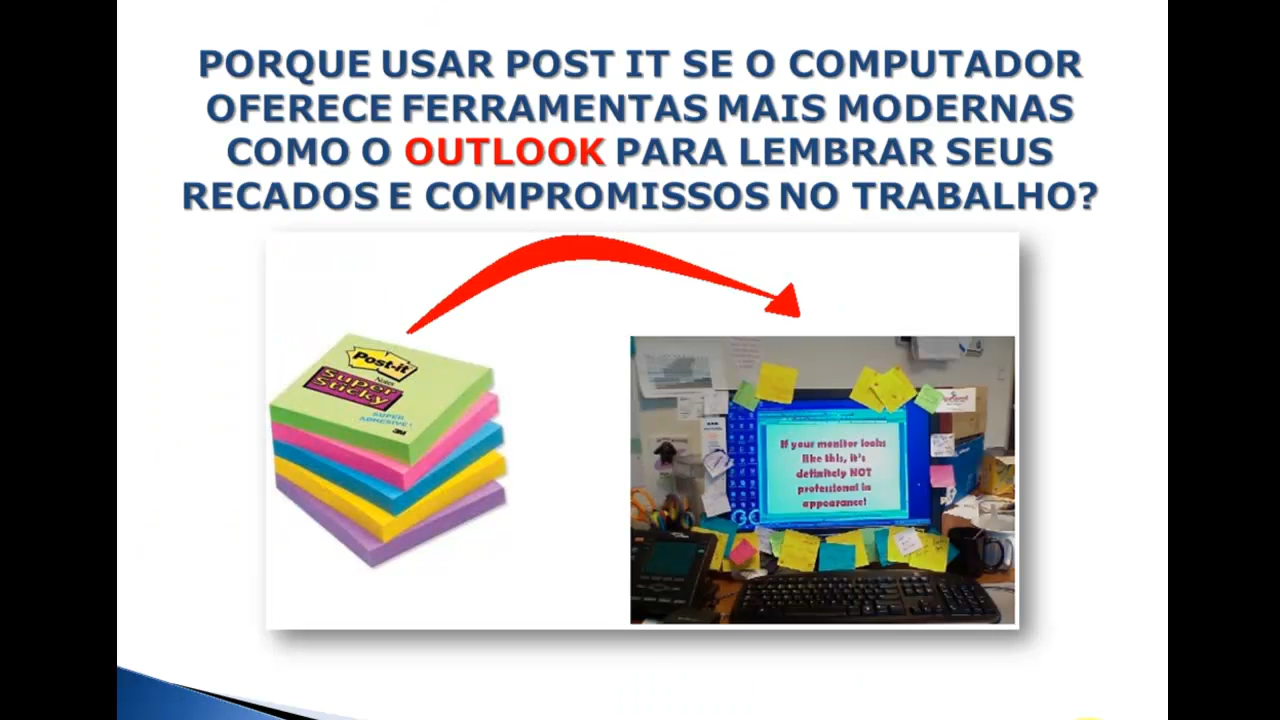 PORQUE USAR POST IT SE O COMPUTADOR
OFERECE FERRAMENTAS MAIS MODERNAS
COMO O OUTLOOK PARA LEMBRAR SEUS
RECADOS E COMPROMISSOS NO TRABALHO?
Post-it
Notes
Super
Sticky
SUPER
ADHESIVE!
3M
If your monitor looks
like this, it's
definitely NOT
professional in
appearance!